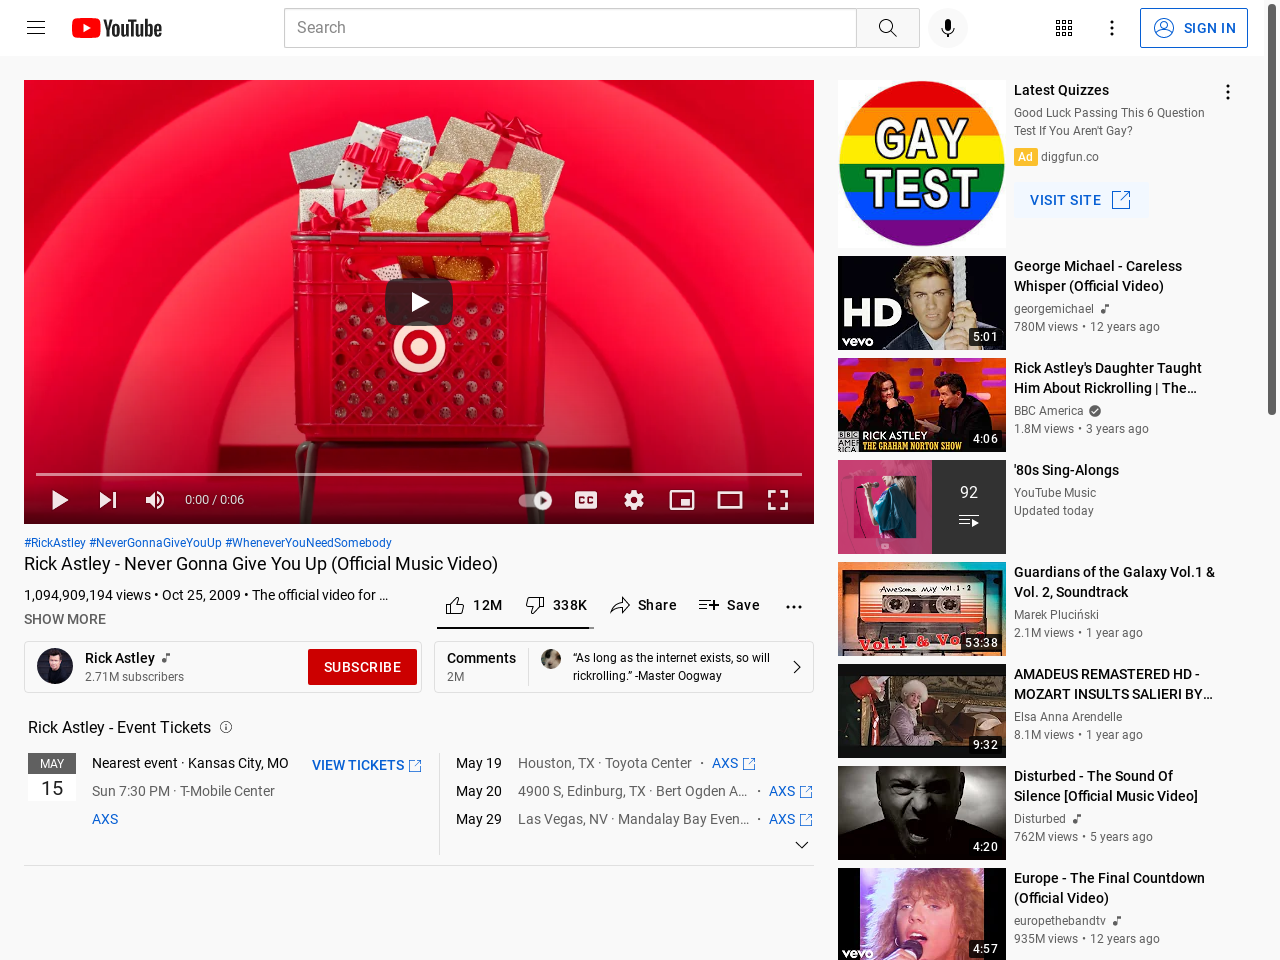 YouTube
Search
SIGN IN
0:00 / 0:06
CC
#RickAstley #NeverGonnaGiveYouUp #WheneverYouNeedSomebody
Rick Astley - Never Gonna Give You Up (Official Music Video)
1,094,909,194 views • Oct 25, 2009 • The official video for ...
SHOW MORE
12M
338K
Share
Save
Rick Astley
2.71M subscribers
SUBSCRIBE
Comments
2M
“As long as the internet exists, so will
rickrolling.” -Master Oogway
Rick Astley - Event Tickets
MAY
15
Nearest event · Kansas City, MO
Sun 7:30 PM · T-Mobile Center
AXS
VIEW TICKETS
May 19 Houston, TX · Toyota Center · AXS
May 20 4900 S, Edinburg, TX · Bert Ogden A... · AXS
May 29 Las Vegas, NV · Mandalay Bay Even... · AXS
GAY
TEST
Latest Quizzes
Good Luck Passing This 6 Question
Test If You Aren't Gay?
Ad diggfun.co
VISIT SITE
HD
vevo
5:01
George Michael - Careless
Whisper (Official Video)
georgemichael
780M views • 12 years ago
BBC
AMER
ICA
RICK ASTLEY
THE GRAHAM NORTON SHOW
4:06
Rick Astley's Daughter Taught
Him About Rickrolling | The...
BBC America
1.8M views • 3 years ago
92
'80s Sing-Alongs
YouTube Music
Updated today
Awesome Mix Vol. 1 - 2
Vol.1 & Vo
53:38
Guardians of the Galaxy Vol.1 &
Vol. 2, Soundtrack
Marek Pluciński
2.1M views • 1 year ago
9:32
AMADEUS REMASTERED HD -
MOZART INSULTS SALIERI BY...
Elsa Anna Arendelle
8.1M views • 1 year ago
4:20
Disturbed - The Sound Of
Silence [Official Music Video]
Disturbed
762M views • 5 years ago
vevo
4:57
Europe - The Final Countdown
(Official Video)
europethebandtv
935M views • 12 years ago